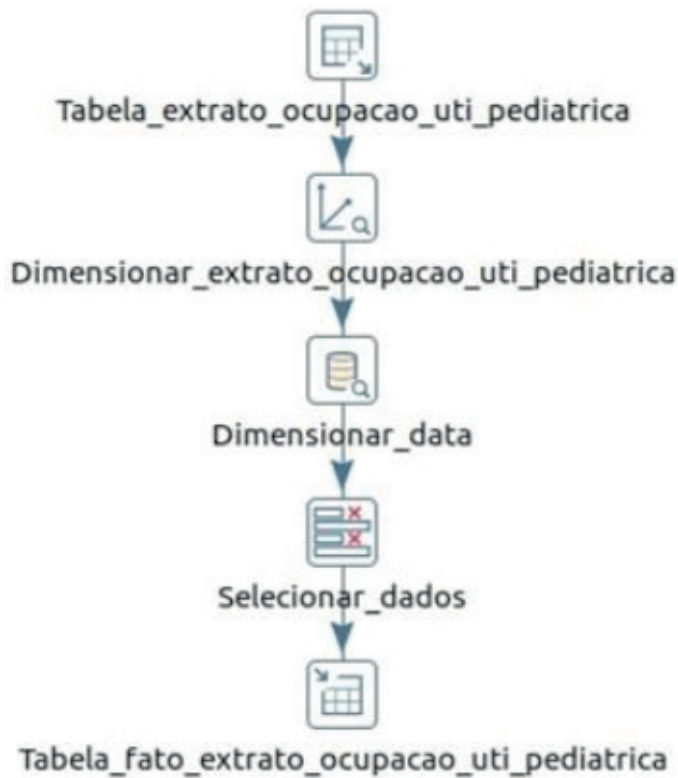 Tabela_extrato_ocupacao_uti_pediatrica
Dimensionar_extrato_ocupacao_uti_pediatrica
Dimensionar_data
Selecionar_dados
Tabela_fato_extrato_ocupacao_uti_pediatrica